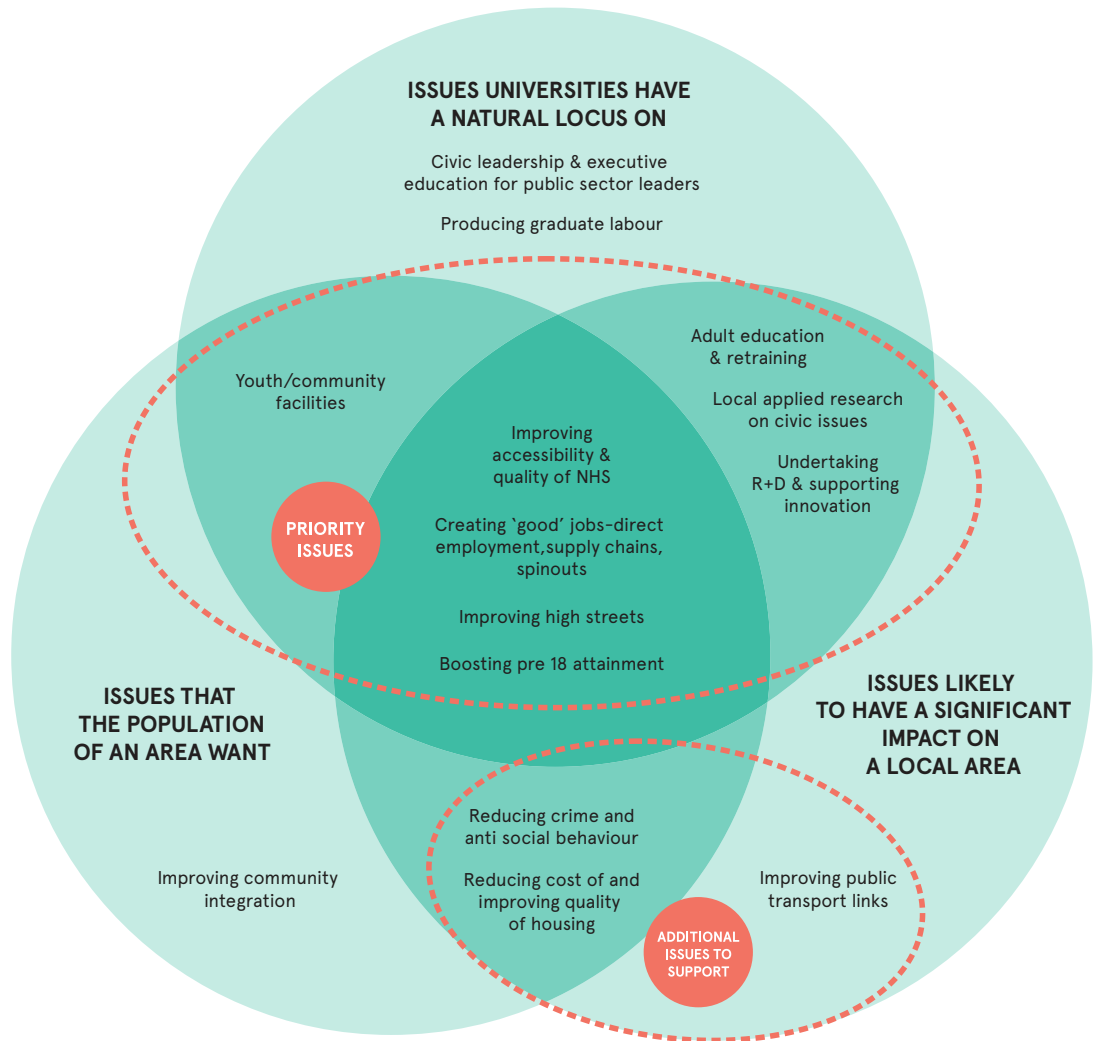 ISSUES UNIVERSITIES HAVE
A NATURAL LOCUS ON
Civic leadership & executive
education for public sector leaders
Producing graduate labour
Youth/community
facilities
Adult education
& retraining
Local applied research
on civic issues
Undertaking
R+D & supporting
innovation
Improving
accessibility &
quality of NHS
Creating ‘good’ jobs-direct
employment,supply chains,
spinouts
Improving high streets
Boosting pre 18 attainment
PRIORITY
ISSUES
ISSUES THAT
THE POPULATION
OF AN AREA WANT
ISSUES LIKELY
TO HAVE A SIGNIFICANT
IMPACT ON
A LOCAL AREA
Improving community
integration
Reducing crime and
anti social behaviour
Reducing cost of and
improving quality
of housing
Improving public
transport links
ADDITIONAL
ISSUES TO
SUPPORT